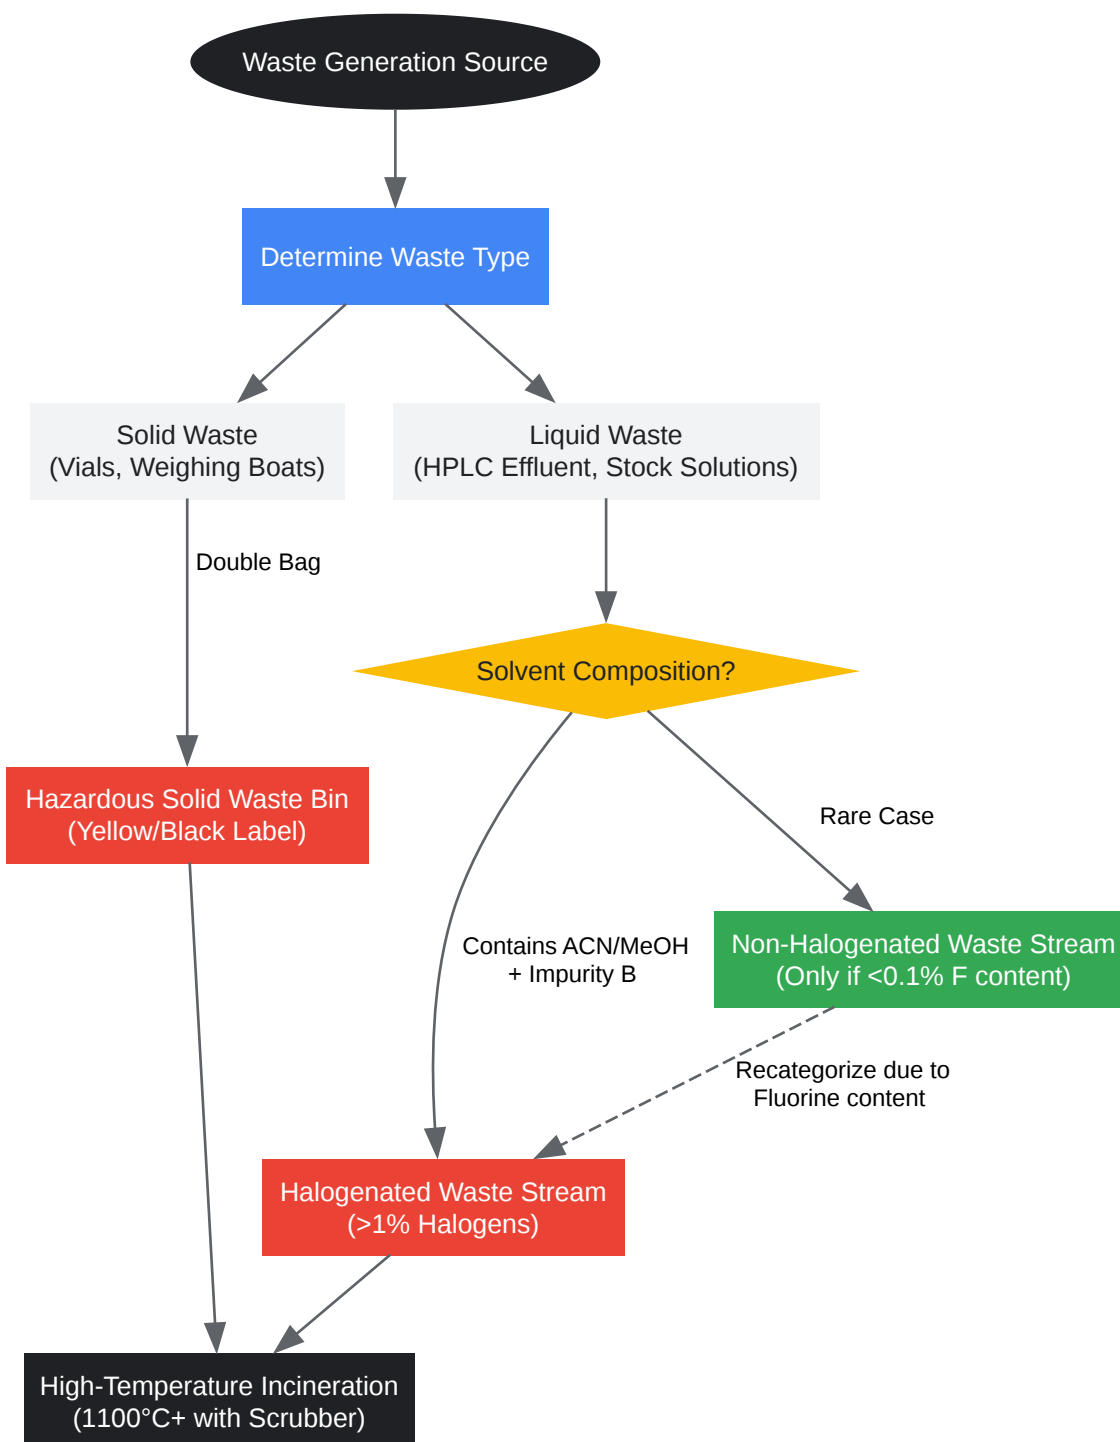 Waste Generation Source
Determine Waste Type
Solid Waste
(Vials, Weighing Boats)
Liquid Waste
(HPLC Effluent, Stock Solutions)
Double Bag
Solvent Composition?
Hazardous Solid Waste Bin
(Yellow/Black Label)
Rare Case
Contains ACN/MeOH
+ Impurity B
Non-Halogenated Waste Stream
(Only if <0.1% F content)
Recategorize due to
Fluorine content
Halogenated Waste Stream
(>1% Halogens)
High-Temperature Incineration
(1100°C+ with Scrubber)